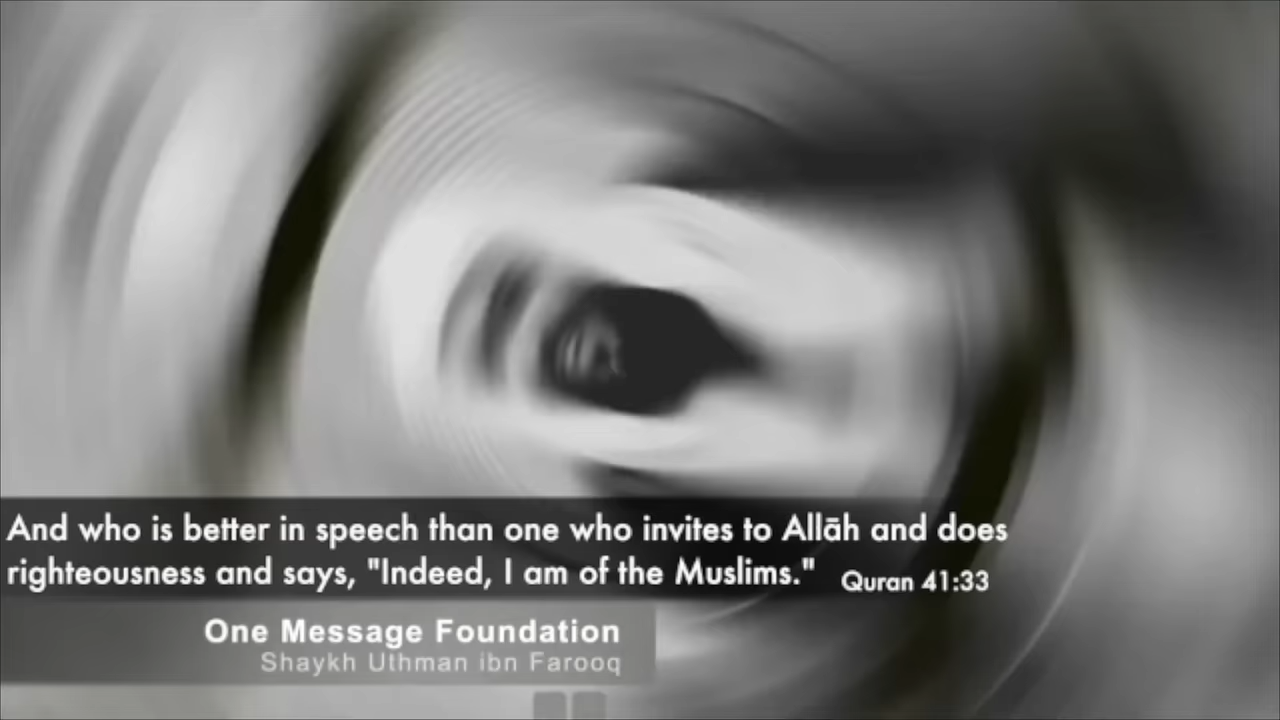 And who is better in speech than one who invites to Allāh and does
righteousness and says, "Indeed, I am of the Muslims." Quran 41:33
One Message Foundation
Shaykh Uthman ibn Farooq